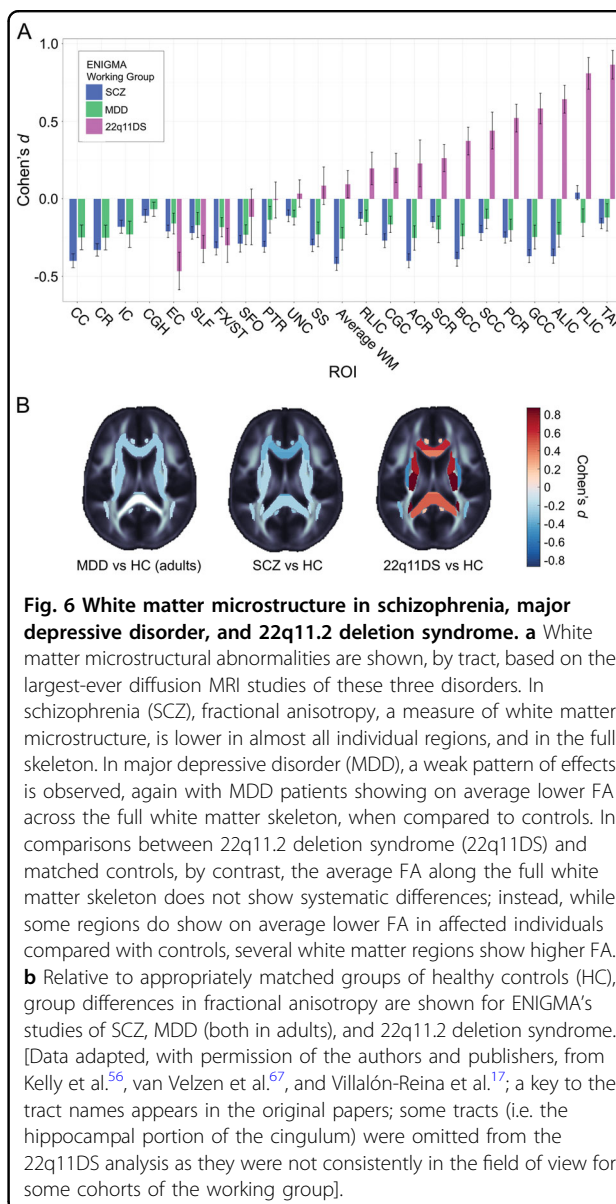 A
ENIGMA
Working Group
SCZ
MDD
22q11DS
1.0
0.5
0.0
-0.5
Cohen's d
CC
CR
IC
CGH
EC
SLF
FX/ST
SFO
PTR
UNC
SS
Average WM
RLIC
CGC
ACR
SCR
BCC
SCC
PCR
GCC
ALIC
PLIC
TAP
ROI
B
MDD vs HC (adults)
SCZ vs HC
22q11DS vs HC
0.8
0.6
0.4
0.2
0
-0.2
-0.4
-0.6
-0.8
Cohen's d
Fig. 6 White matter microstructure in schizophrenia, major
depressive disorder, and 22q11.2 deletion syndrome. a White
matter microstructural abnormalities are shown, by tract, based on the
largest-ever diffusion MRI studies of these three disorders. In
schizophrenia (SCZ), fractional anisotropy, a measure of white matter
microstructure, is lower in almost all individual regions, and in the full
skeleton. In major depressive disorder (MDD), a weak pattern of effects
is observed, again with MDD patients showing on average lower FA
across the full white matter skeleton, when compared to controls. In
comparisons between 22q11.2 deletion syndrome (22q11DS) and
matched controls, by contrast, the average FA along the full white
matter skeleton does not show systematic differences; instead, while
some regions do show on average lower FA in affected individuals
compared with controls, several white matter regions show higher FA.
b Relative to appropriately matched groups of healthy controls (HC),
group differences in fractional anisotropy are shown for ENIGMA's
studies of SCZ, MDD (both in adults), and 22q11.2 deletion syndrome.
[Data adapted, with permission of the authors and publishers, from
Kelly et al.56, van Velzen et al.67, and Villalón-Reina et al.17; a key to the
tract names appears in the original papers; some tracts (i.e. the
hippocampal portion of the cingulum) were omitted from the
22q11DS analysis as they were not consistently in the field of view for
some cohorts of the working group].